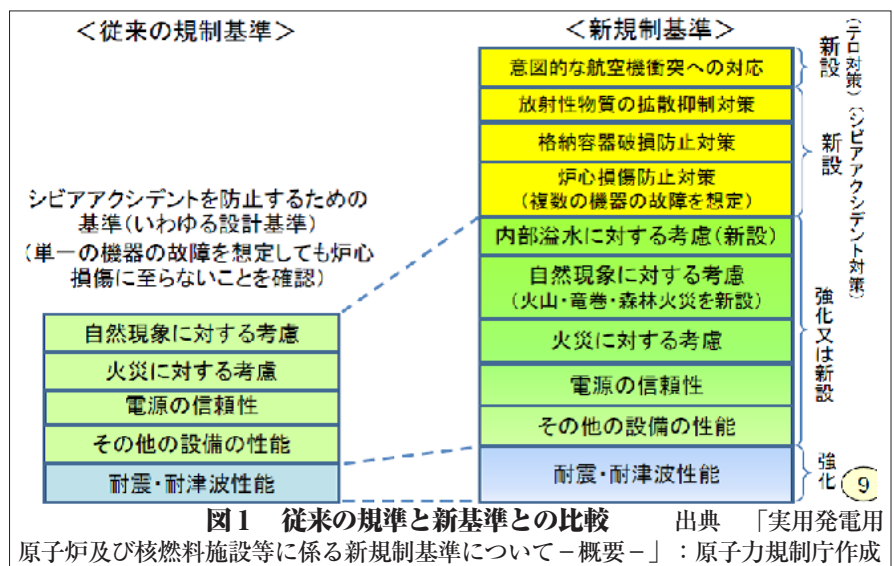 ＜従来の規制基準＞
シビアアクシデントを防止するための
基準(いわゆる設計基準)
(単一の機器の故障を想定しても炉心
損傷に至らないことを確認)
自然現象に対する考慮
火災に対する考慮
電源の信頼性
その他の設備の性能
耐震・耐津波性能
＜新規制基準＞
意図的な航空機衝突への対応
放射性物質の拡散抑制対策
格納容器破損防止対策
炉心損傷防止対策
(複数の機器の故障を想定)
内部溢水に対する考慮(新設)
自然現象に対する考慮
(火山・竜巻・森林火災を新設)
火災に対する考慮
電源の信頼性
その他の設備の性能
耐震・耐津波性能
新設
(テロ対策)
新設
(シビアアクシデント対策)
強化又は新設
強化
9
図1 従来の規準と新基準との比較 出典 「実用発電用
原子炉及び核燃料施設等に係る新規制基準について－概要－」：原子力規制庁作成